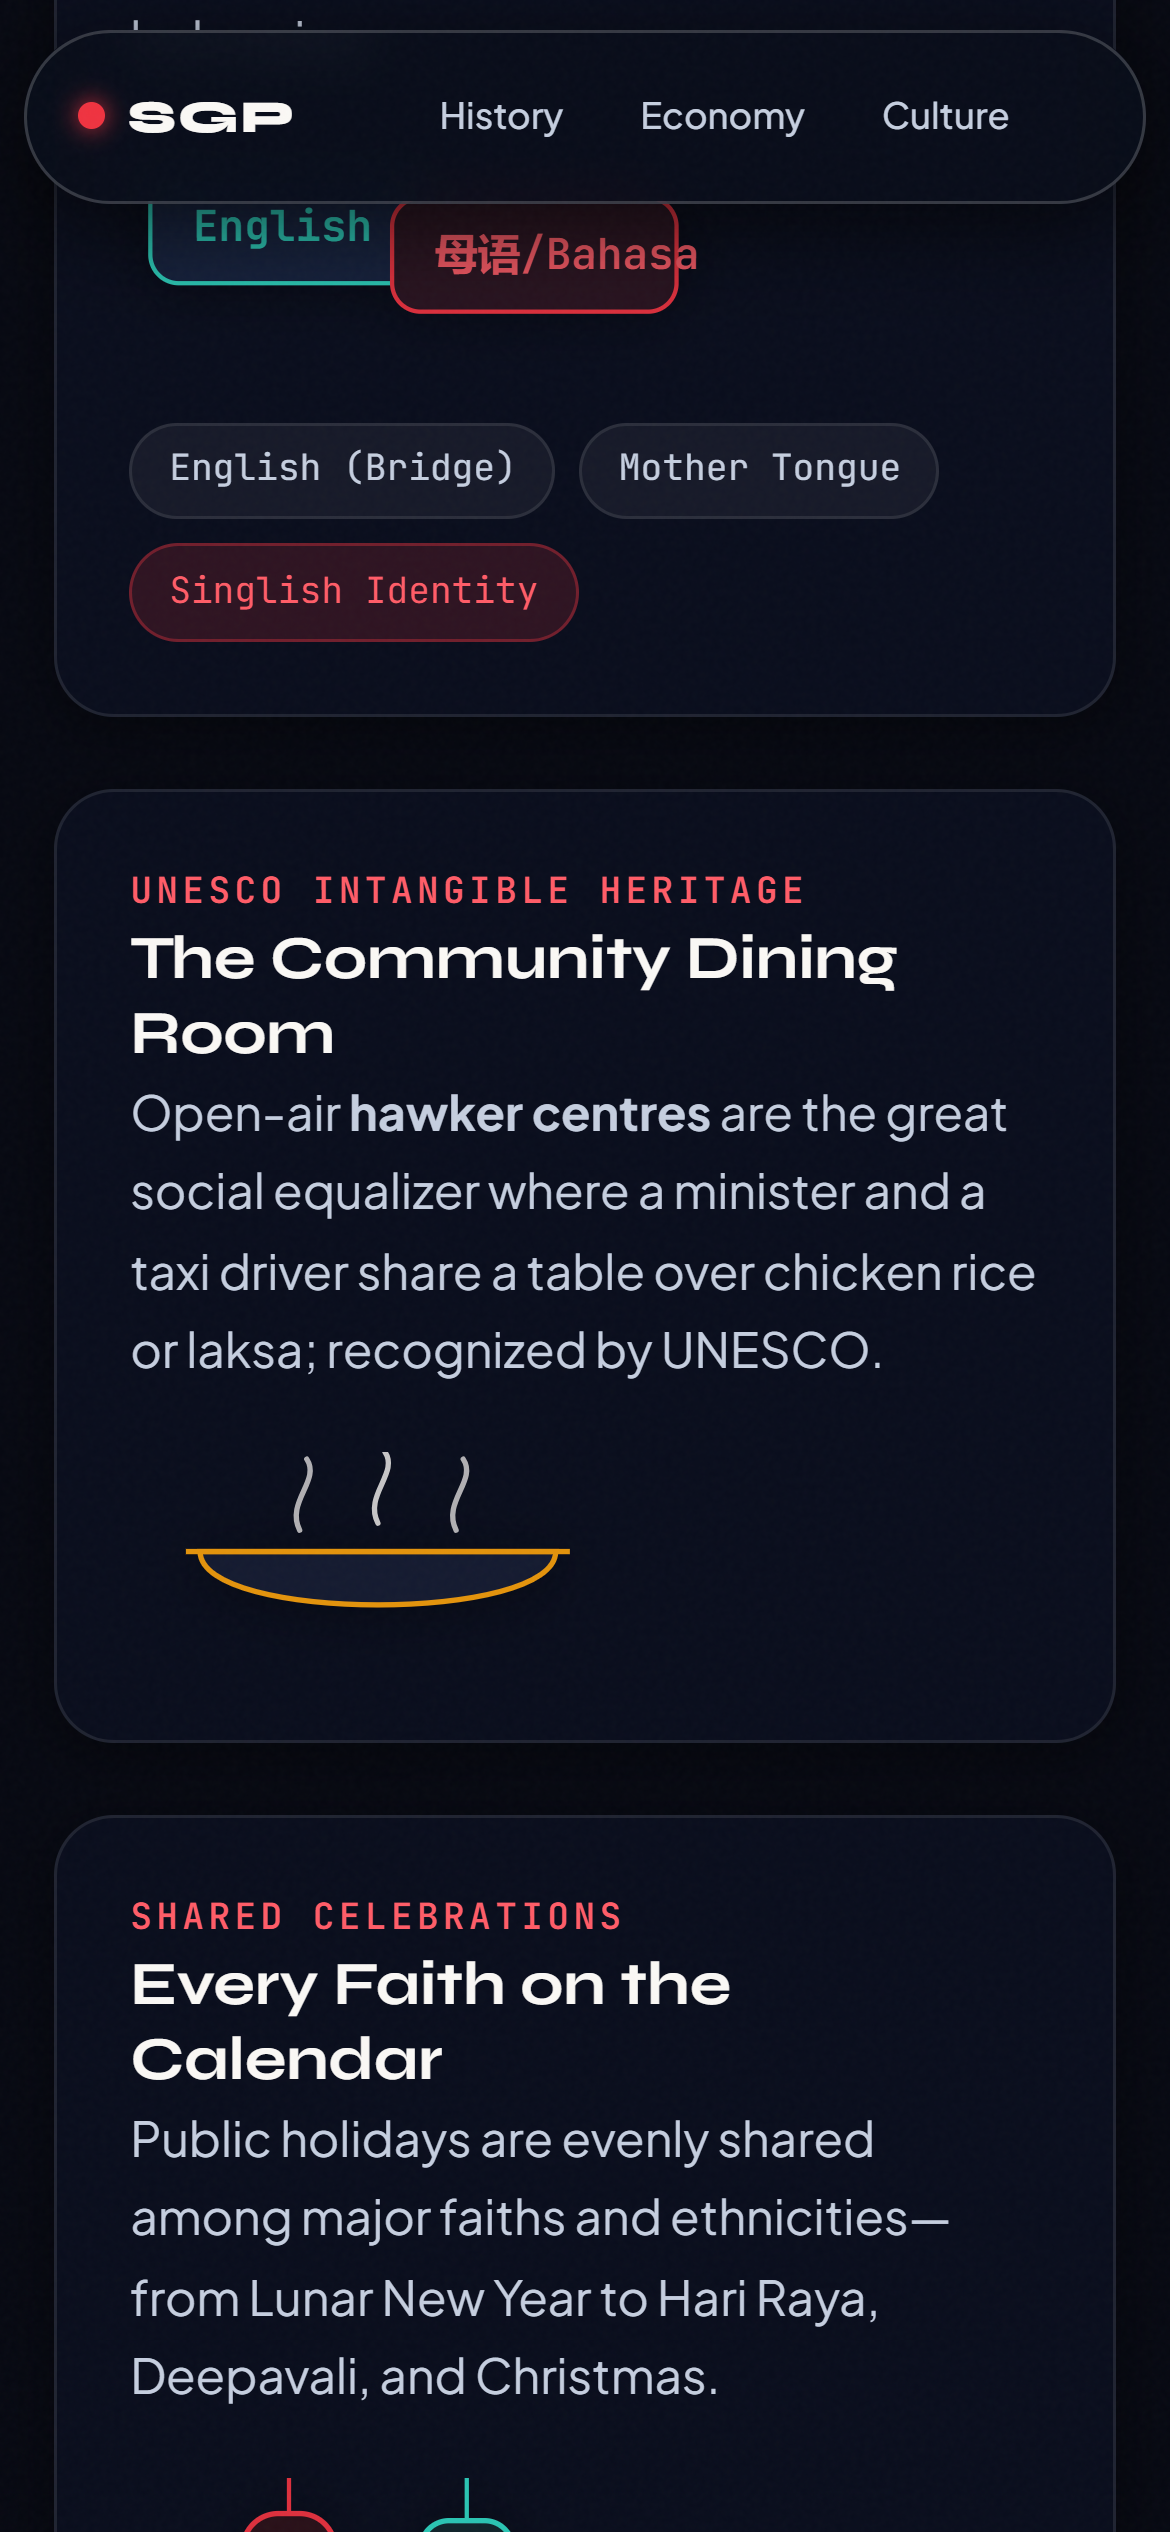 SGP
History
Economy
Culture
English
母语/Bahasa
English (Bridge)
Mother Tongue
Singlish Identity
UNESCO INTANGIBLE HERITAGE
The Community Dining
Room
Open-air hawker centres are the great
social equalizer where a minister and a
taxi driver share a table over chicken rice
or laksa; recognized by UNESCO.
SHARED CELEBRATIONS
Every Faith on the
Calendar
Public holidays are evenly shared
among major faiths and ethnicities—
from Lunar New Year to Hari Raya,
Deepavali, and Christmas.